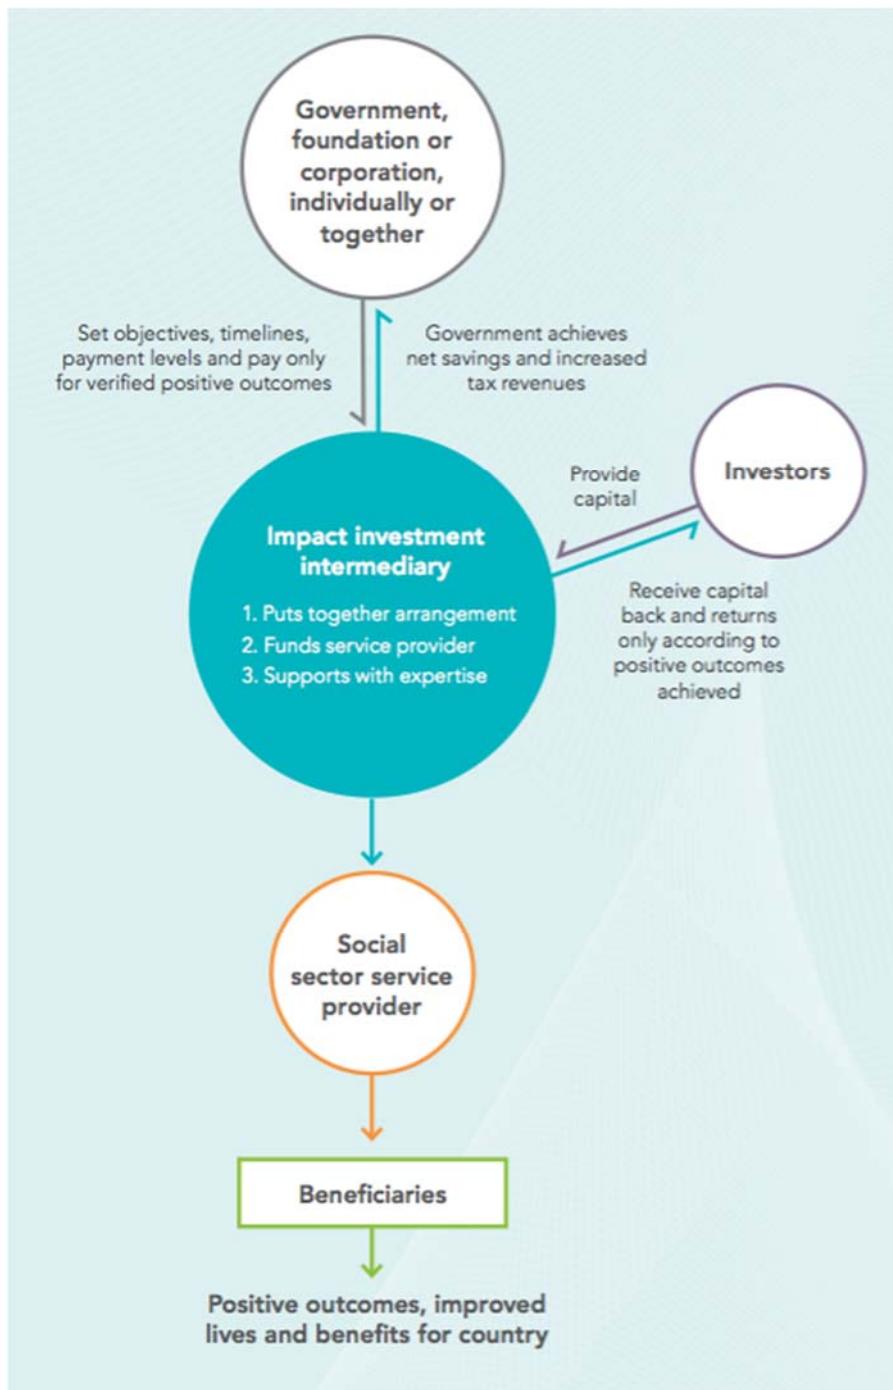 Government,
foundation or
corporation,
individually or
together
Set objectives, timelines,
payment levels and pay only
for verified positive outcomes
Government achieves
net savings and increased
tax revenues
Investors
Provide
capital
Impact investment
intermediary
1. Puts together arrangement
2. Funds service provider
3. Supports with expertise
Receive capital
back and returns
only according to
positive outcomes
achieved
Social
sector service
provider
Beneficiaries
Positive outcomes, improved
lives and benefits for country